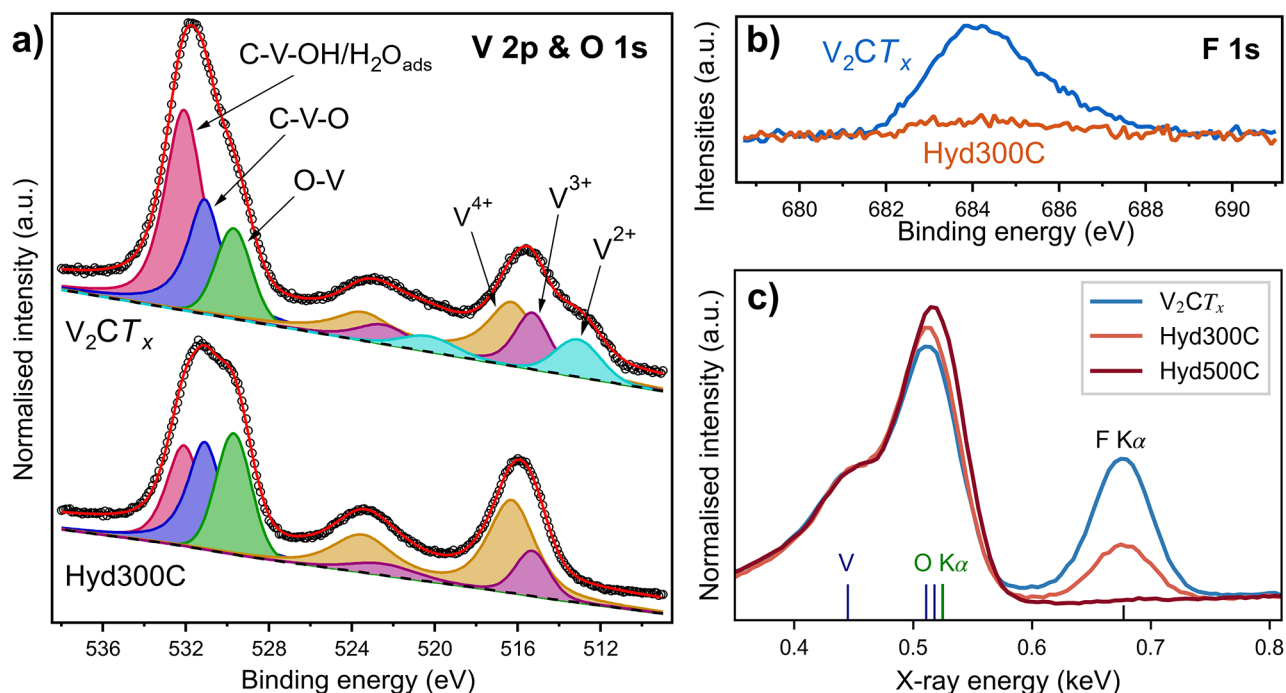 a)
V 2p & O 1s
C-V-OH/H₂Oads
C-V-O
O-V
V⁴⁺
V³⁺
V²⁺
V₂CTₓ
Hyd300C
Normalised intensity (a.u.)
536 532 528 524 520 516 512
Binding energy (eV)
b)
F 1s
V₂CTₓ
Hyd300C
Intensities (a.u.)
680 682 684 686 688 690
Binding energy (eV)
c)
V₂CTₓ
Hyd300C
Hyd500C
F Kα
V
O Kα
Normalised intensity (a.u.)
0.4 0.5 0.6 0.7 0.8
X-ray energy (keV)